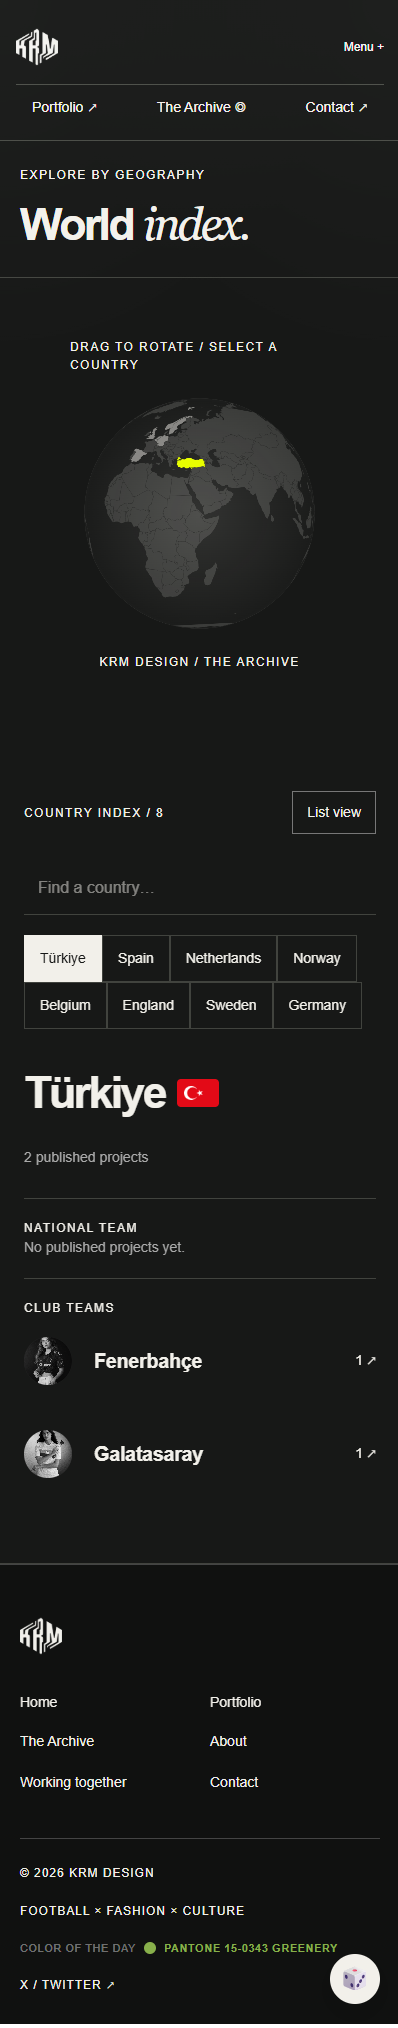 KRM
Menu +
Portfolio ↗
The Archive ◎
Contact ↗
EXPLORE BY GEOGRAPHY
World index.
DRAG TO ROTATE / SELECT A
COUNTRY
KRM DESIGN / THE ARCHIVE
COUNTRY INDEX / 8
List view
Find a country...
Türkiye
Spain
Netherlands
Norway
Belgium
England
Sweden
Germany
Türkiye
2 published projects
NATIONAL TEAM
No published projects yet.
CLUB TEAMS
Fenerbahçe
1 ↗
Galatasaray
1 ↗
KRM
Home
Portfolio
The Archive
About
Working together
Contact
© 2026 KRM DESIGN
FOOTBALL × FASHION × CULTURE
COLOR OF THE DAY
PANTONE 15-0343 GREENERY
X / TWITTER ↗